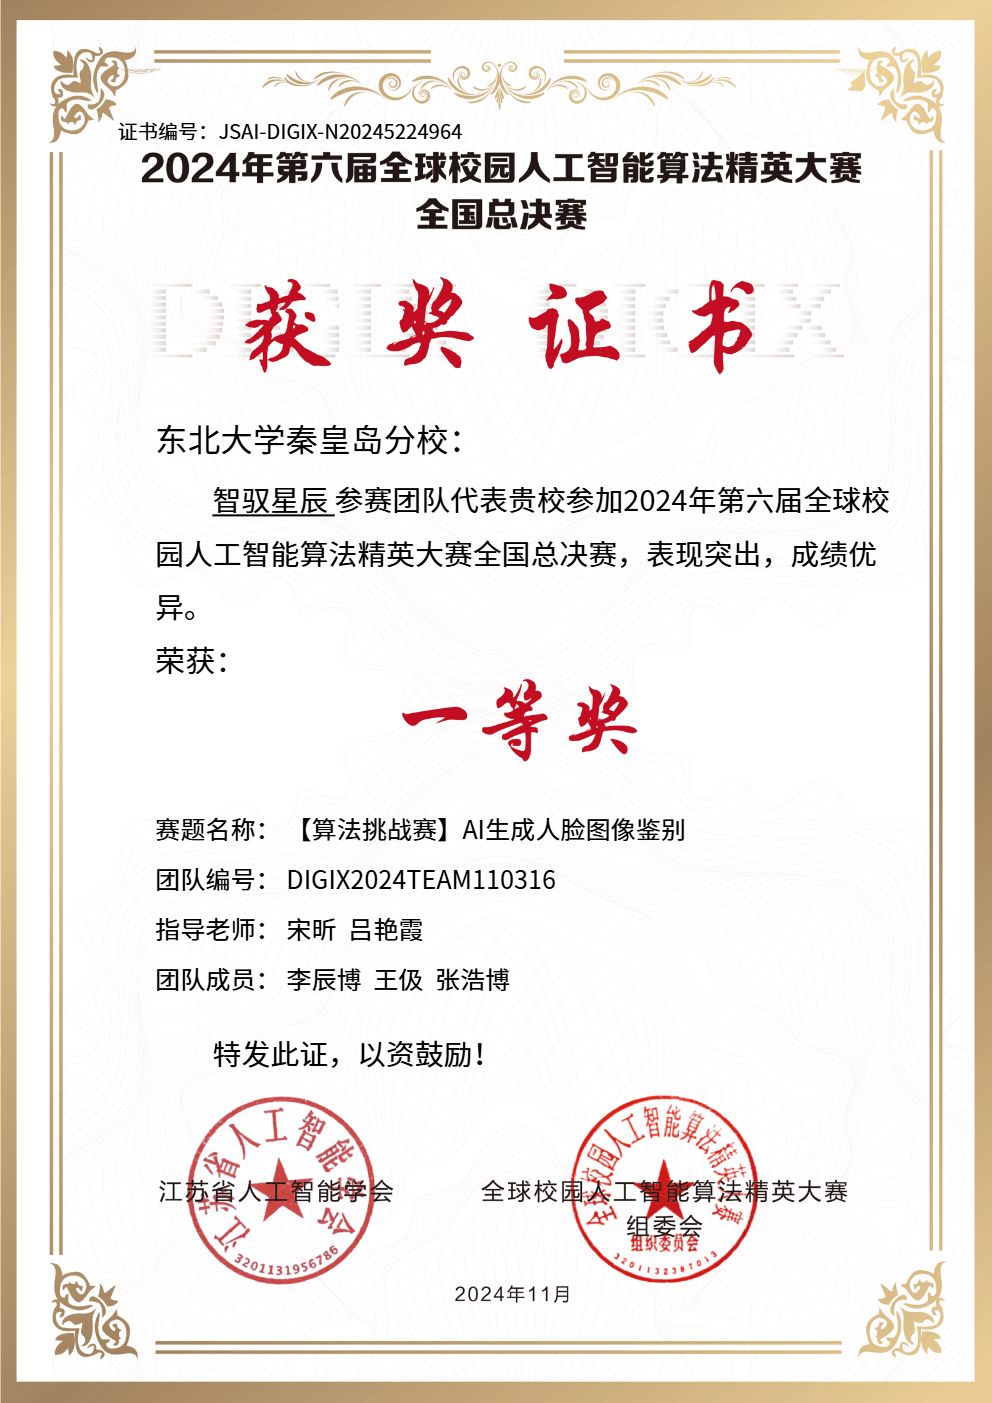 证书编号：JSAI-DIGIX-N20245224964
2024年第六届全球校园人工智能算法精英大赛
全国总决赛
DIGIX DIGIX
获奖证书
东北大学秦皇岛分校：
智驭星辰 参赛团队代表贵校参加2024年第六届全球校
园人工智能算法精英大赛全国总决赛，表现突出，成绩优
异。
荣获：
一等奖
赛题名称： 【算法挑战赛】AI生成人脸图像鉴别
团队编号： DIGIX2024TEAM110316
指导老师： 宋昕 吕艳霞
团队成员： 李辰博 王伋 张浩博
特发此证，以资鼓励！
江苏省人工智能学会
3201131956786
江苏省人工智能学会
全球校园人工智能算法精英大赛
组织委员会
3201132387013
全球校园人工智能算法精英大赛
组委会
2024年11月